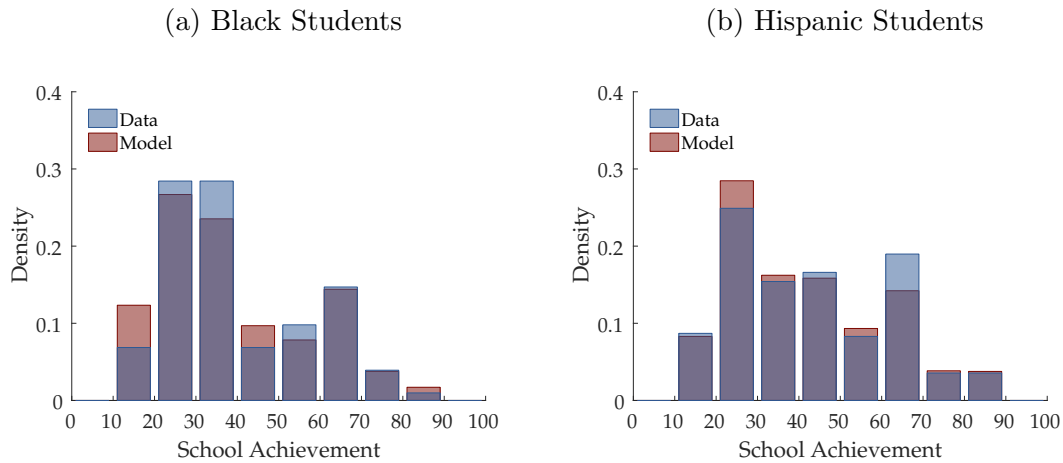 (a) Black Students
0.4
0.3
0.2
0.1
0
Density
Data
Model
0 10 20 30 40 50 60 70 80 90 100
School Achievement
(b) Hispanic Students
0.4
0.3
0.2
0.1
0
Density
Data
Model
0 10 20 30 40 50 60 70 80 90 100
School Achievement